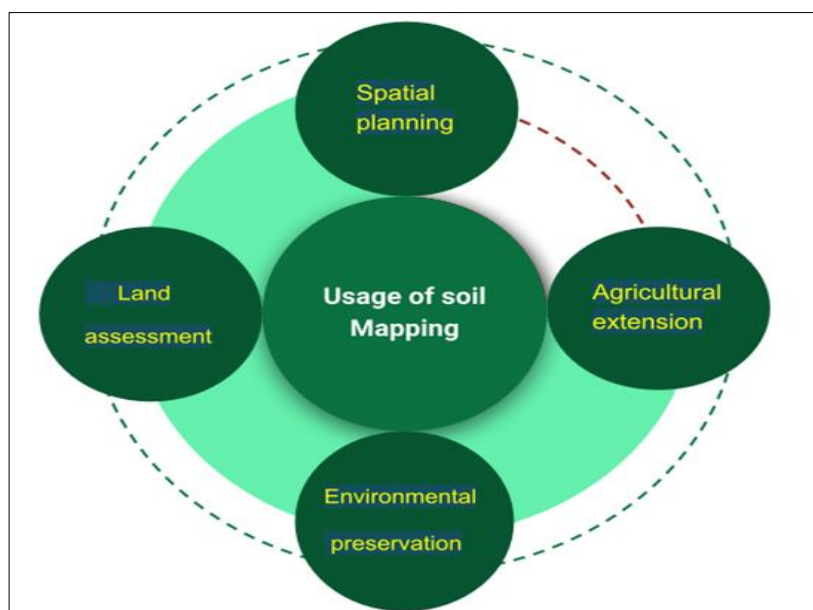 Spatial
planning
Land
assessment
Usage of soil
Mapping
Agricultural
extension
Environmental
preservation